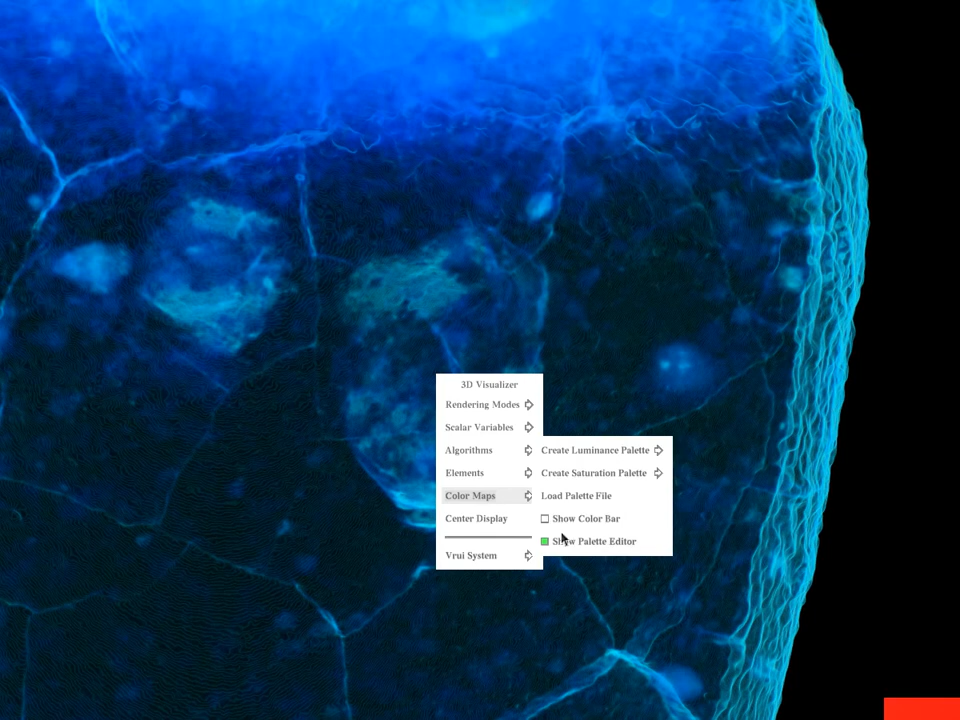 3D Visualizer
Rendering Modes
Scalar Variables
Algorithms
Elements
Color Maps
Center Display
Vrui System
Create Luminance Palette
Create Saturation Palette
Load Palette File
Show Color Bar
Show Palette Editor